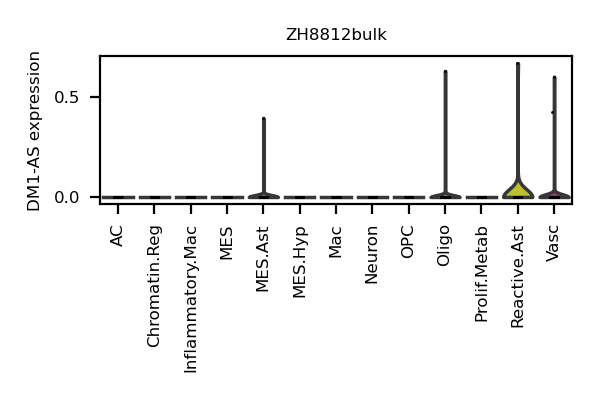 ZH8812bulk
DM1-AS expression
0.5
0.0
AC
Chromatin.Reg
Inflammatory.Mac
MES
MES.Ast
MES.Hyp
Mac
Neuron
OPC
Oligo
Prolif.Metab
Reactive.Ast
Vasc